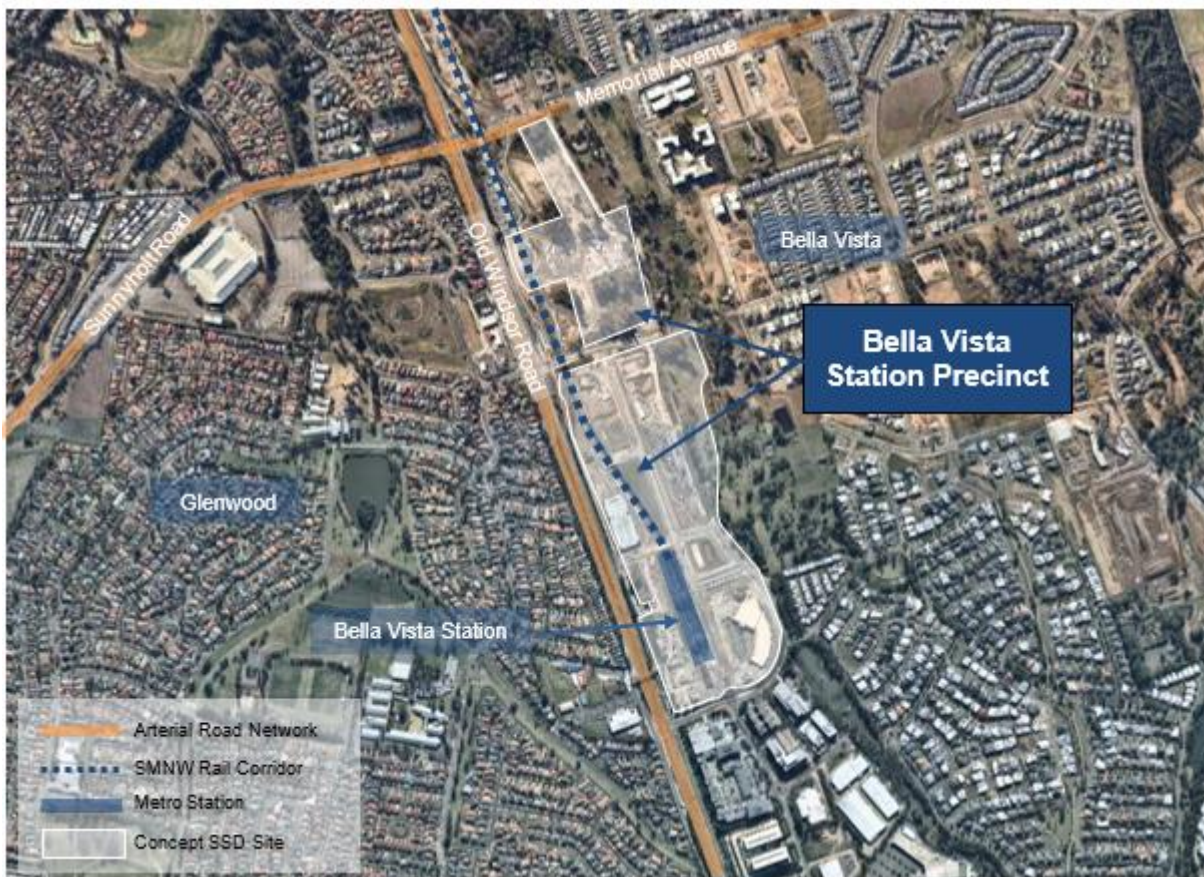 Memorial Avenue
Sunnyholt Road
Old Windsor Road
Bella Vista
Bella Vista
Station Precinct
Glenwood
Bella Vista Station
Arterial Road Network
SMNW Rail Corridor
Metro Station
Concept SSD Site